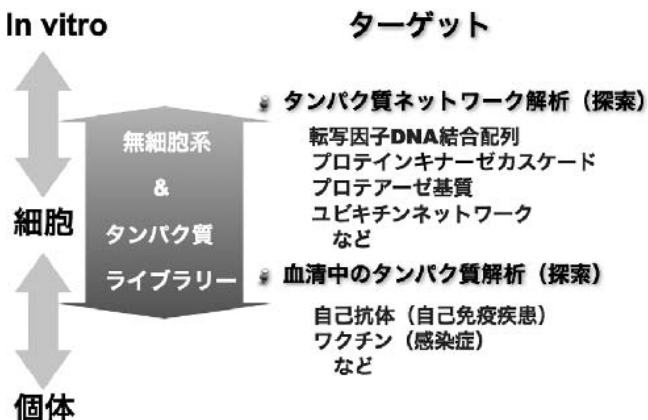 In vitro
ターゲット
タンパク質ネットワーク解析（探索）
転写因子DNA結合配列
プロテインキナーゼカスケード
プロテアーゼ基質
ユビキチンネットワーク
など
無細胞系
&
タンパク質
ライブラリー
細胞
血清中のタンパク質解析（探索）
自己抗体（自己免疫疾患）
ワクチン（感染症）
など
個体